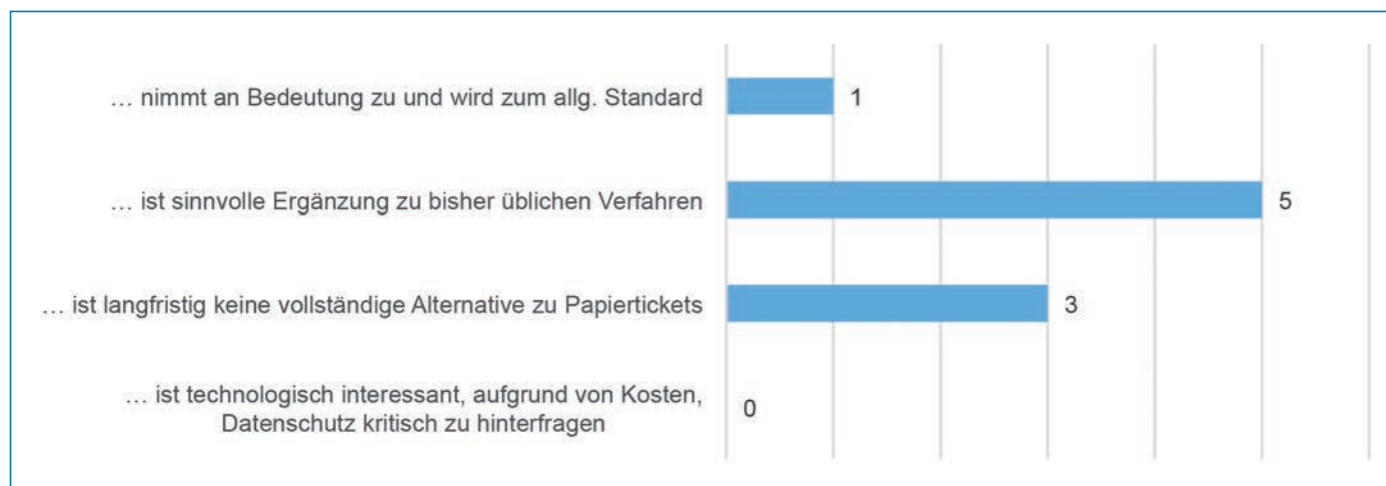 … nimmt an Bedeutung zu und wird zum allg. Standard
1
… ist sinnvolle Ergänzung zu bisher üblichen Verfahren
5
… ist langfristig keine vollständige Alternative zu Papiertickets
3
… ist technologisch interessant, aufgrund von Kosten,
Datenschutz kritisch zu hinterfragen
0